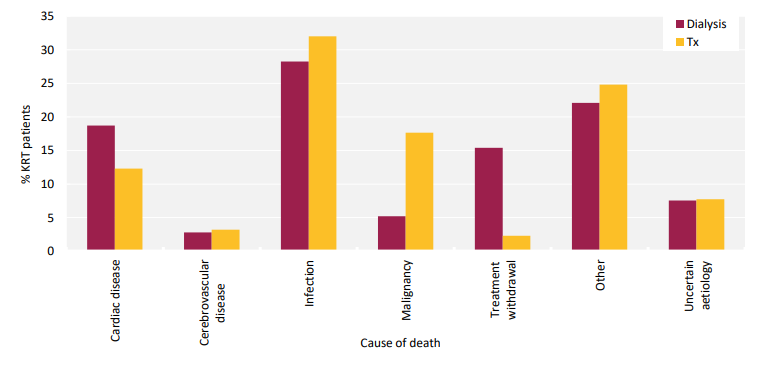 35
30
25
20
15
10
5
0
% KRT patients
Dialysis
Tx
Cardiac disease
Cerebrovascular
disease
Infection
Malignancy
Treatment
withdrawal
Other
Uncertain
aetiology
Cause of death